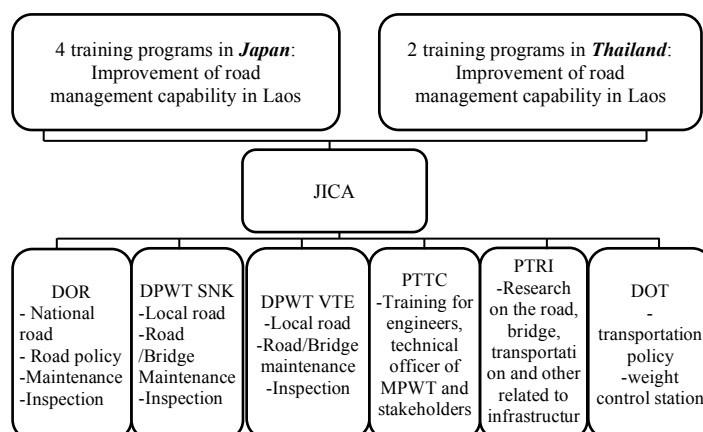 4 training programs in Japan:
Improvement of road
management capability in Laos
2 training programs in Thailand:
Improvement of road
management capability in Laos
JICA
DOR
- National
road
- Road policy
-Maintenance
-Inspection
DPWT SNK
-Local road
-Road
/Bridge
Maintenance
-Inspection
DPWT VTE
-Local road
-Road/Bridge
maintenance
-Inspection
PTTC
-Training for
engineers,
technical
officer of
MPWT and
stakeholders
PTRI
-Research
on the road,
bridge,
transportati
on and other
related to
infrastructur
DOT
-
transportation
policy
-weight
control station